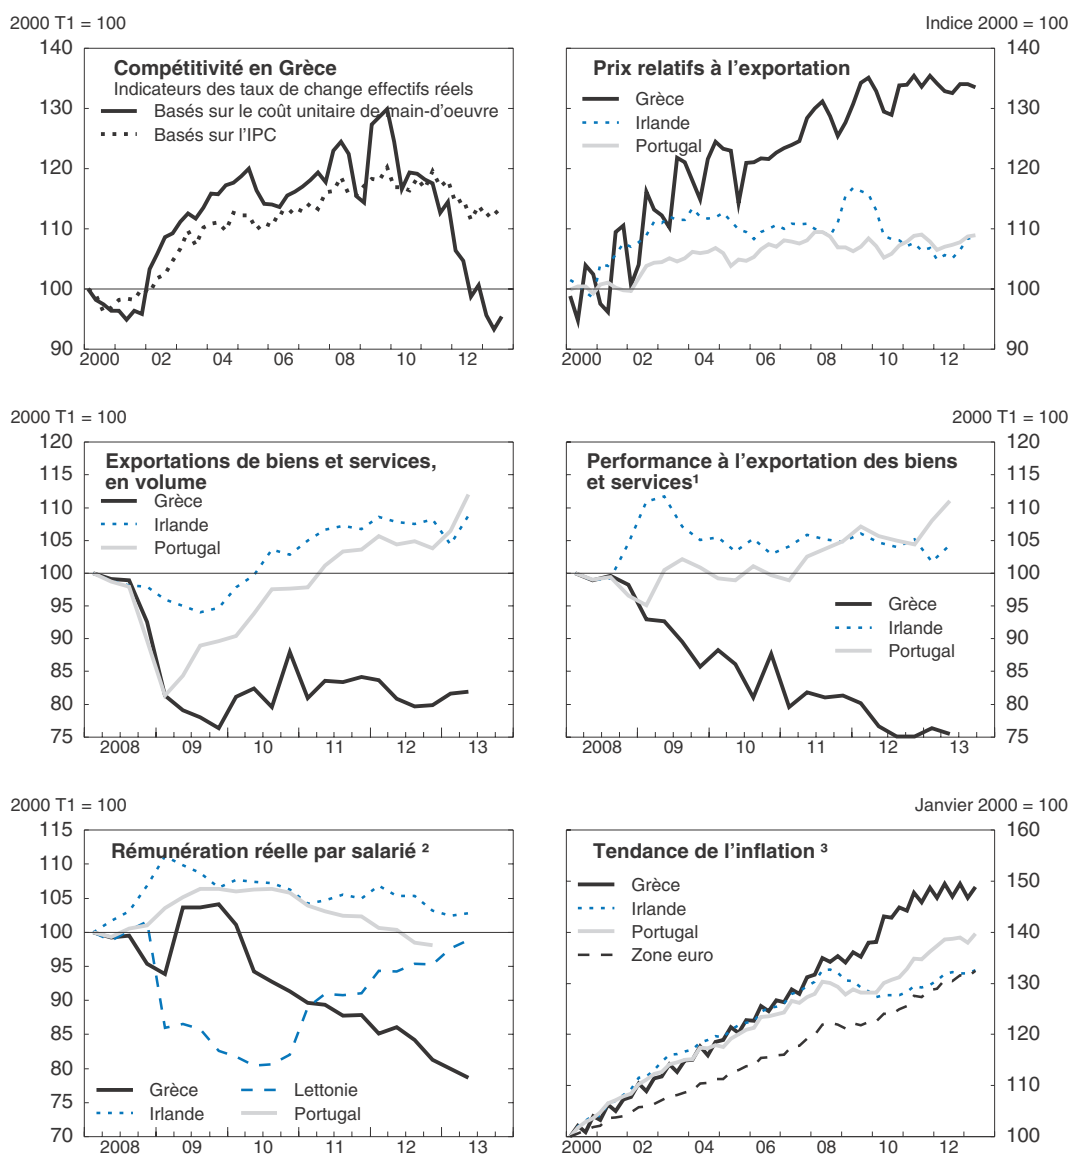 2000 T1 = 100
140
130
120
110
100
90
Compétitivité en Grèce
Indicateurs des taux de change effectifs réels
Basés sur le coût unitaire de main-d'oeuvre
Basés sur l'IPC
2000 02 04 06 08 10 12
Indice 2000 = 100
140
130
120
110
100
90
Prix relatifs à l'exportation
Grèce
Irlande
Portugal
2000 02 04 06 08 10 12
2000 T1 = 100
120
115
110
105
100
95
90
85
80
75
Exportations de biens et services,
en volume
Grèce
Irlande
Portugal
2008 09 10 11 12 13
2000 T1 = 100
120
115
110
105
100
95
90
85
80
75
Performance à l'exportation des biens
et services¹
Grèce
Irlande
Portugal
2008 09 10 11 12 13
2000 T1 = 100
115
110
105
100
95
90
85
80
75
70
Rémunération réelle par salarié ²
Grèce
Irlande
Lettonie
Portugal
2008 09 10 11 12 13
Janvier 2000 = 100
160
150
140
130
120
110
100
Tendance de l'inflation ³
Grèce
Irlande
Portugal
Zone euro
2000 02 04 06 08 10 12